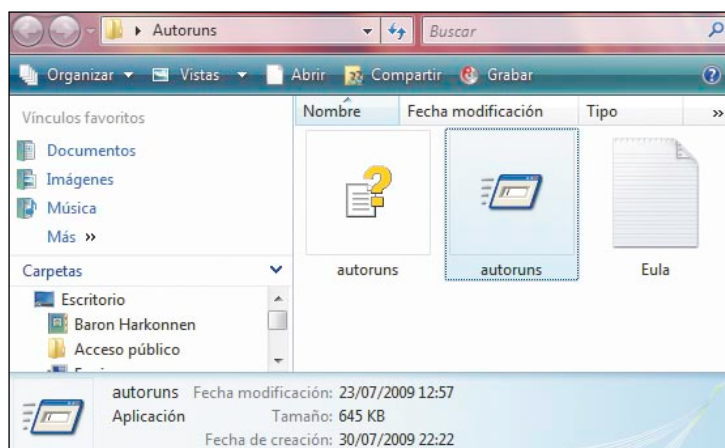 Autoruns
Buscar
Organizar Vistas Abrir Compartir Grabar
Vínculos favoritos
Documentos
Imágenes
Música
Más »
Carpetas
Escritorio
Baron Harkonnen
Acceso público
Nombre Fecha modificación Tipo »
autoruns autoruns Eula
autoruns Fecha modificación: 23/07/2009 12:57
Aplicación Tamaño: 645 KB
Fecha de creación: 30/07/2009 22:22